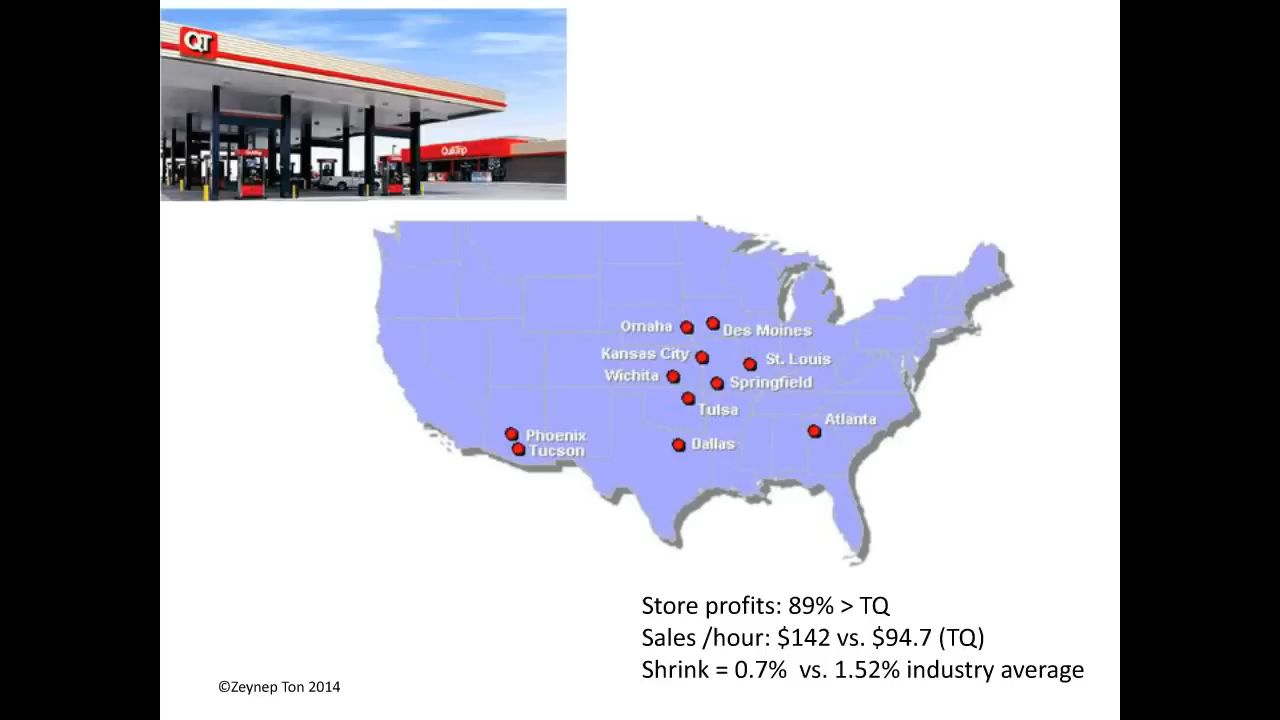 QT
QuikTrip
QuikTrip
Omaha
Des Moines
Kansas City
St. Louis
Wichita
Springfield
Tulsa
Atlanta
Phoenix
Dallas
Tucson
Store profits: 89% > TQ
Sales /hour: $142 vs. $94.7 (TQ)
Shrink = 0.7%  vs. 1.52% industry average
©Zeynep Ton 2014